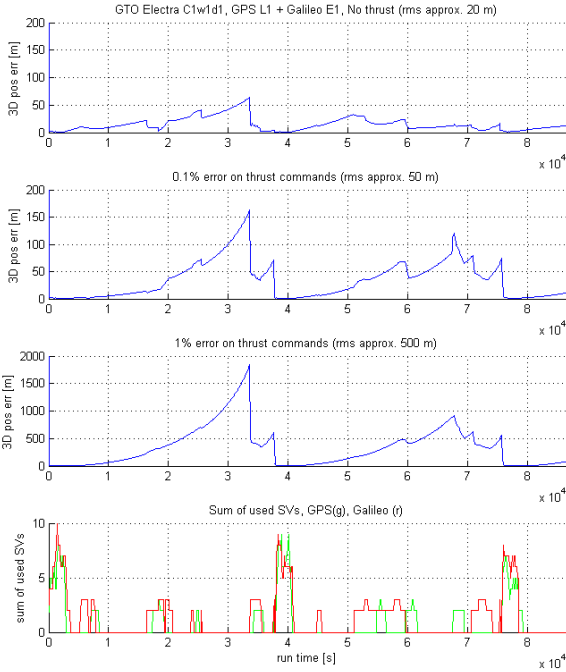 GTO Electra C1w1d1, GPS L1 + Galileo E1, No thrust (rms approx. 20 m)
200
150
100
50
0
3D pos err [m]
0 1 2 3 4 5 6 7 8
x 10^4
0.1% error on thrust commands (rms approx. 50 m)
200
150
100
50
0
3D pos err [m]
0 1 2 3 4 5 6 7 8
x 10^4
1% error on thrust commands (rms approx. 500 m)
2000
1500
1000
500
0
3D pos err [m]
0 1 2 3 4 5 6 7 8
x 10^4
Sum of used SVs, GPS(g), Galileo (r)
10
5
0
sum of used SVs
0 1 2 3 4 5 6 7 8
run time [s]
x 10^4